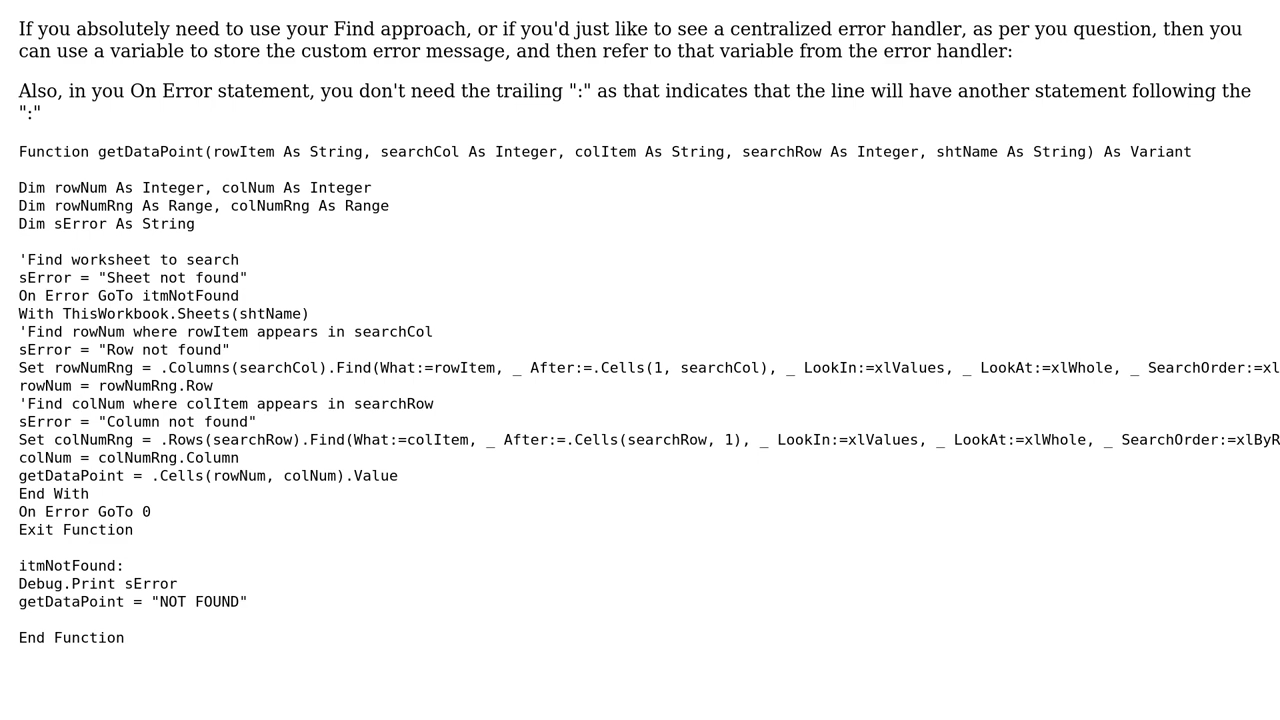 If you absolutely need to use your Find approach, or if you'd just like to see a centralized error handler, as per you question, then you
can use a variable to store the custom error message, and then refer to that variable from the error handler:
Also, in you On Error statement, you don't need the trailing ":" as that indicates that the line will have another statement following the
":"
Function getDataPoint(rowItem As String, searchCol As Integer, colItem As String, searchRow As Integer, shtName As String) As Variant
Dim rowNum As Integer, colNum As Integer
Dim rowNumRng As Range, colNumRng As Range
Dim sError As String
'Find worksheet to search
sError = "Sheet not found"
On Error GoTo itmNotFound
With ThisWorkbook.Sheets(shtName)
'Find rowNum where rowItem appears in searchCol
sError = "Row not found"
Set rowNumRng = .Columns(searchCol).Find(What:=rowItem, _ After:=.Cells(1, searchCol), _ LookIn:=xlValues, _ LookAt:=xlWhole, _ SearchOrder:=xl
rowNum = rowNumRng.Row
'Find colNum where colItem appears in searchRow
sError = "Column not found"
Set colNumRng = .Rows(searchRow).Find(What:=colItem, _ After:=.Cells(searchRow, 1), _ LookIn:=xlValues, _ LookAt:=xlWhole, _ SearchOrder:=xlByR
colNum = colNumRng.Column
getDataPoint = .Cells(rowNum, colNum).Value
End With
On Error GoTo 0
Exit Function
itmNotFound:
Debug.Print sError
getDataPoint = "NOT FOUND"
End Function